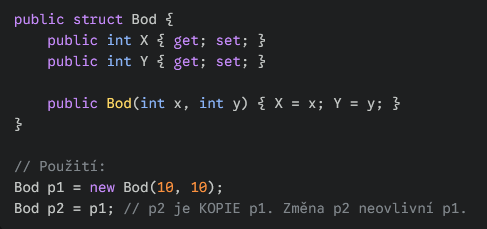 public struct Bod {
    public int X { get; set; }
    public int Y { get; set; }

    public Bod(int x, int y) { X = x; Y = y; }
}

// Použití:
Bod p1 = new Bod(10, 10);
Bod p2 = p1; // p2 je KOPIE p1. Změna p2 neovlivní p1.